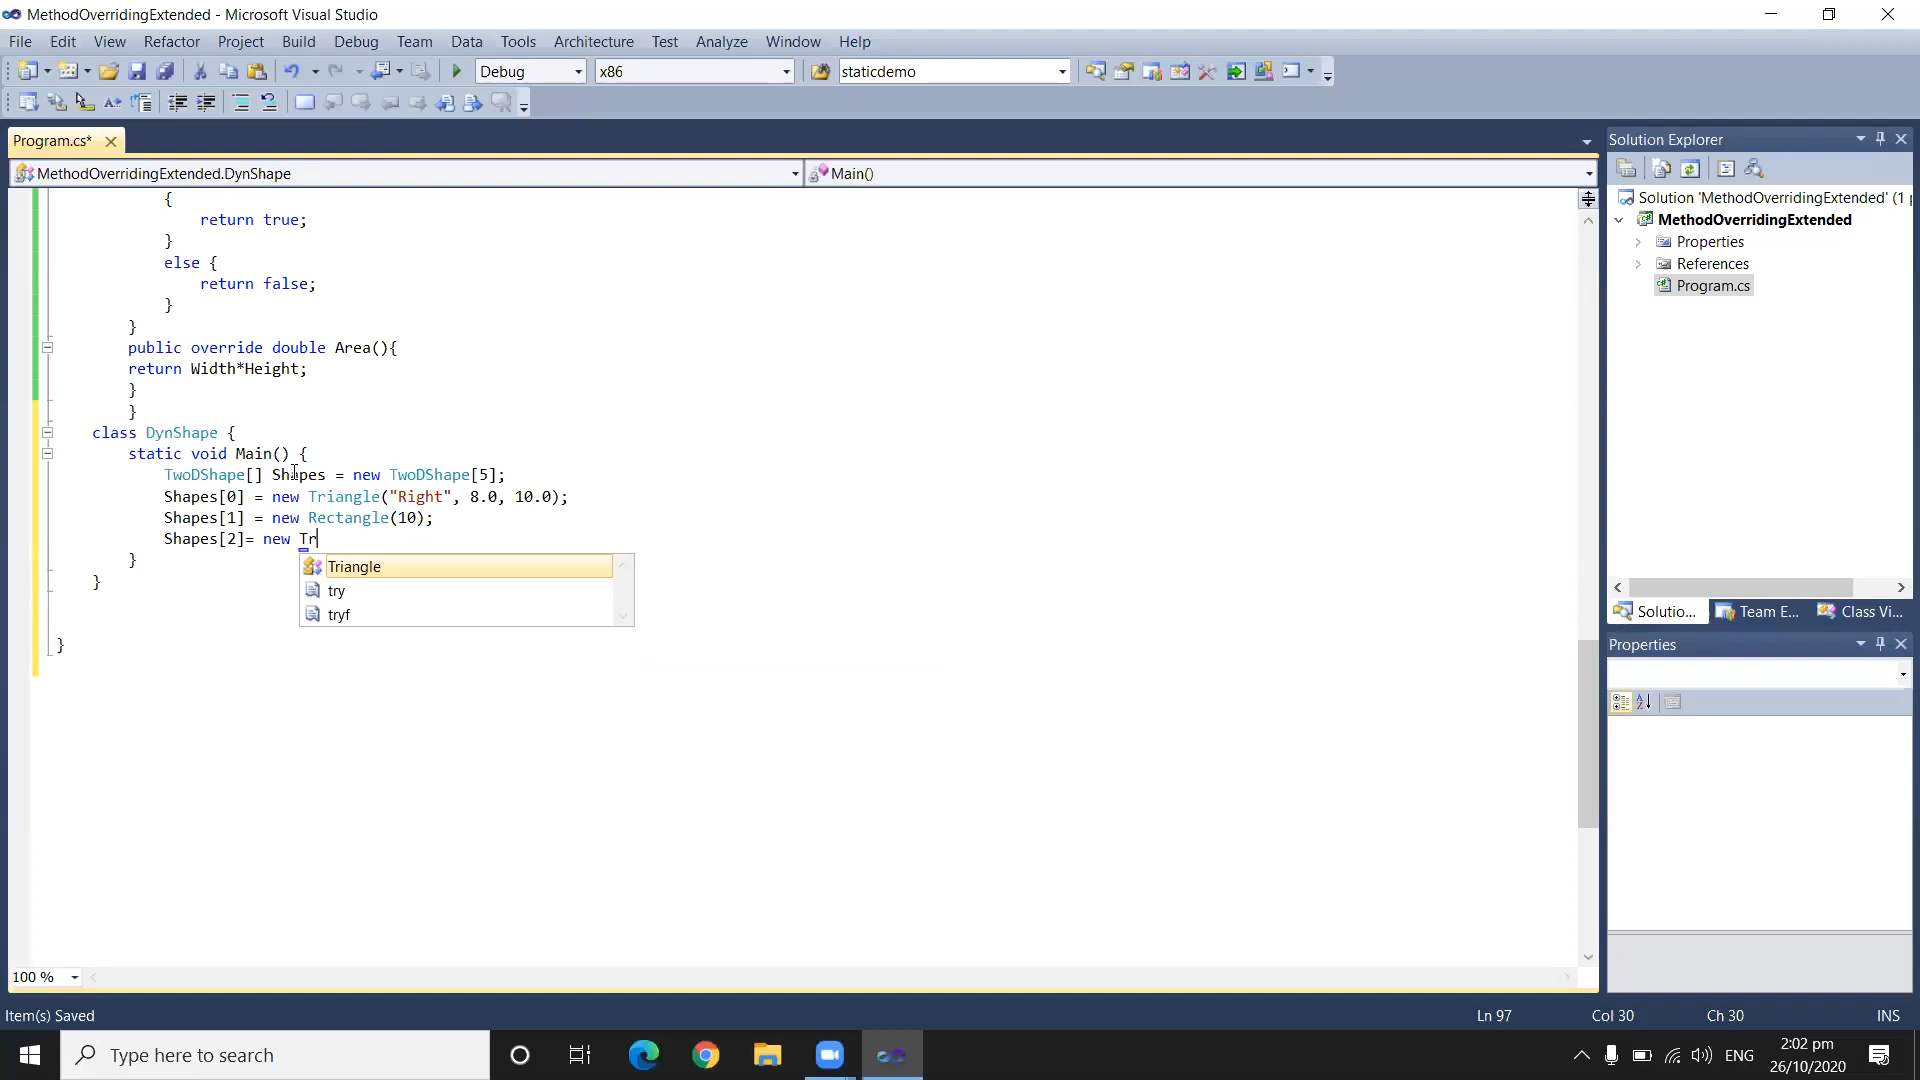 MethodOverridingExtended - Microsoft Visual Studio
File Edit View Refactor Project Build Debug Team Data Tools Architecture Test Analyze Window Help
Debug x86 staticdemo
Program.cs*
MethodOverridingExtended.DynShape Main()
{
return true;
}
else {
return false;
}
}
public override double Area(){
return Width*Height;
}
}
class DynShape {
static void Main() {
TwoDShape[] Shapes = new TwoDShape[5];
Shapes[0] = new Triangle("Right", 8.0, 10.0);
Shapes[1] = new Rectangle(10);
Shapes[2]= new Tr
}
}
}
Triangle
try
tryf
100 %
Solution Explorer
Solution 'MethodOverridingExtended' (1 p
MethodOverridingExtended
Properties
References
Program.cs
Solutio... Team E... Class Vi...
Properties
Item(s) Saved Ln 97 Col 30 Ch 30 INS
Type here to search
ENG
2:02 pm
26/10/2020